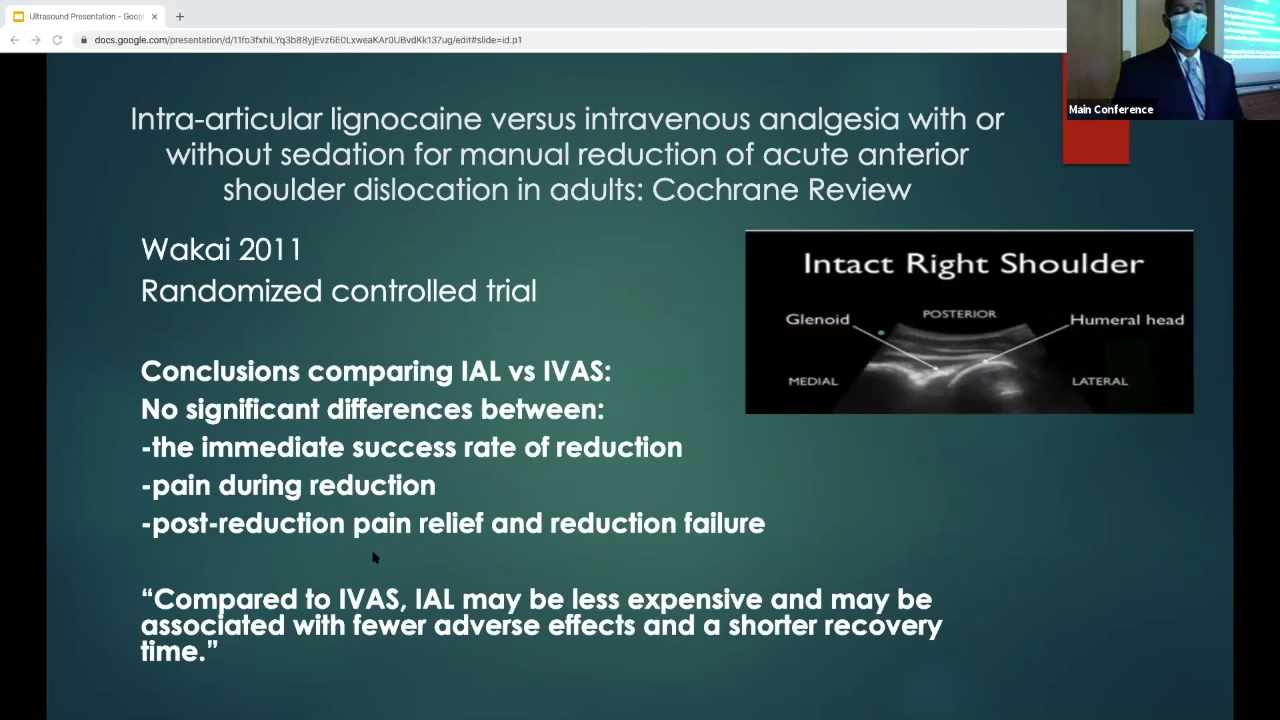 Ultrasound Presentation - Goog
docs.google.com/presentation/d/11fo3fxhiLYq3b88yjEvz6E0LxweaKAr0UBvdKk137ug/edit#slide=id.p1
Main Conference
Intra-articular lignocaine versus intravenous analgesia with or
without sedation for manual reduction of acute anterior
shoulder dislocation in adults: Cochrane Review
Wakai 2011
Randomized controlled trial
Intact Right Shoulder
Glenoid
POSTERIOR
Humeral head
MEDIAL
LATERAL
Conclusions comparing IAL vs IVAS:
No significant differences between:
-the immediate success rate of reduction
-pain during reduction
-post-reduction pain relief and reduction failure
“Compared to IVAS, IAL may be less expensive and may be
associated with fewer adverse effects and a shorter recovery
time.”